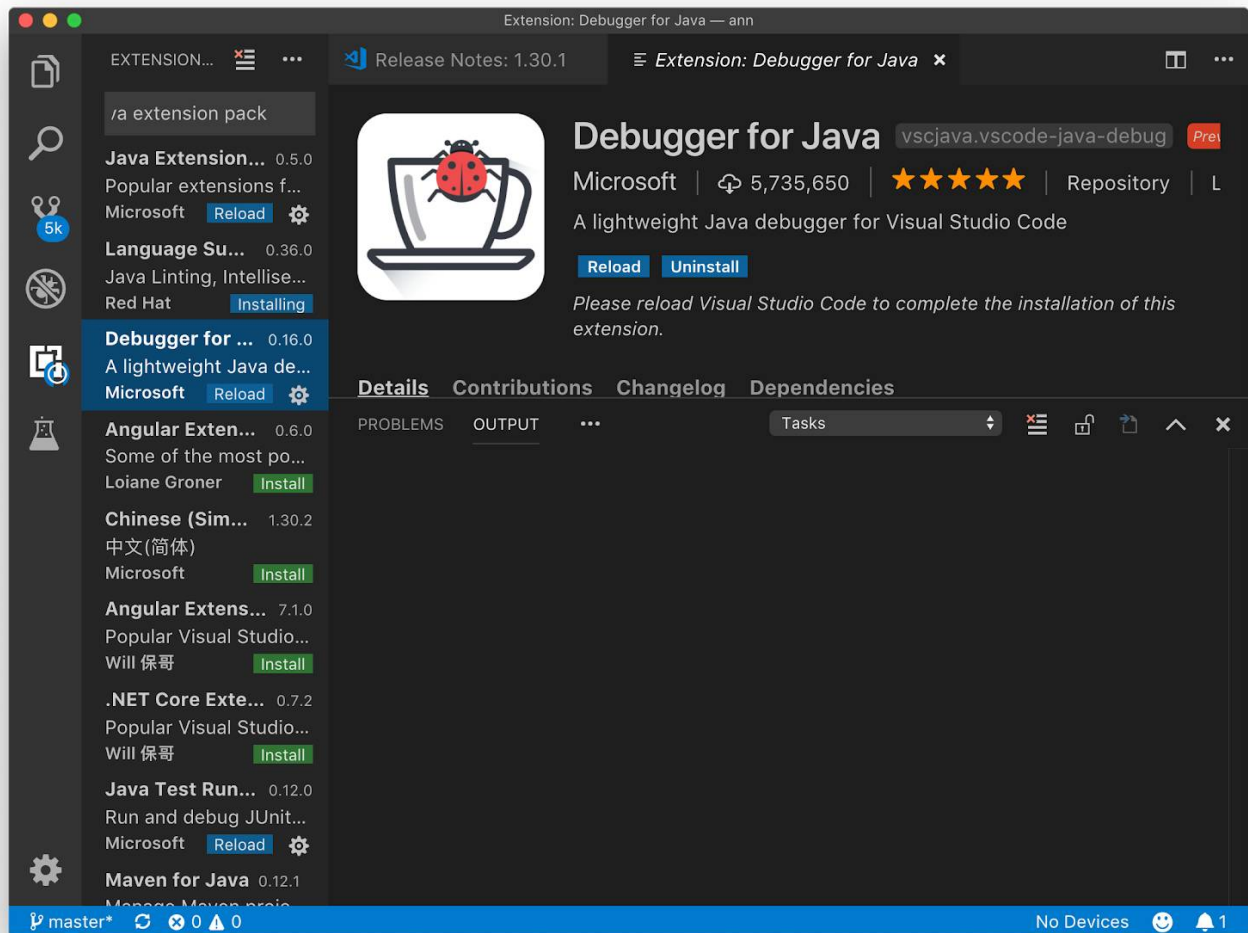 Extension: Debugger for Java — ann
EXTENSION...
Release Notes: 1.30.1
Extension: Debugger for Java
va extension pack
Java Extension... 0.5.0
Popular extensions f...
Microsoft Reload
5k
Language Su... 0.36.0
Java Linting, Intellise...
Red Hat Installing
Debugger for ... 0.16.0
A lightweight Java de...
Microsoft Reload
Angular Exten... 0.6.0
Some of the most po...
Loiane Groner Install
Chinese (Sim... 1.30.2
中文(简体)
Microsoft Install
Angular Extens... 7.1.0
Popular Visual Studio...
Will 保哥 Install
.NET Core Exte... 0.7.2
Popular Visual Studio...
Will 保哥 Install
Java Test Run... 0.12.0
Run and debug JUnit...
Microsoft Reload
Maven for Java 0.12.1
Debugger for Java vscjava.vscode-java-debug
Microsoft 5,735,650 Repository
A lightweight Java debugger for Visual Studio Code
Reload Uninstall
Please reload Visual Studio Code to complete the installation of this
extension.
Details Contributions Changelog Dependencies
PROBLEMS OUTPUT ... Tasks
master* 0 0 No Devices 1